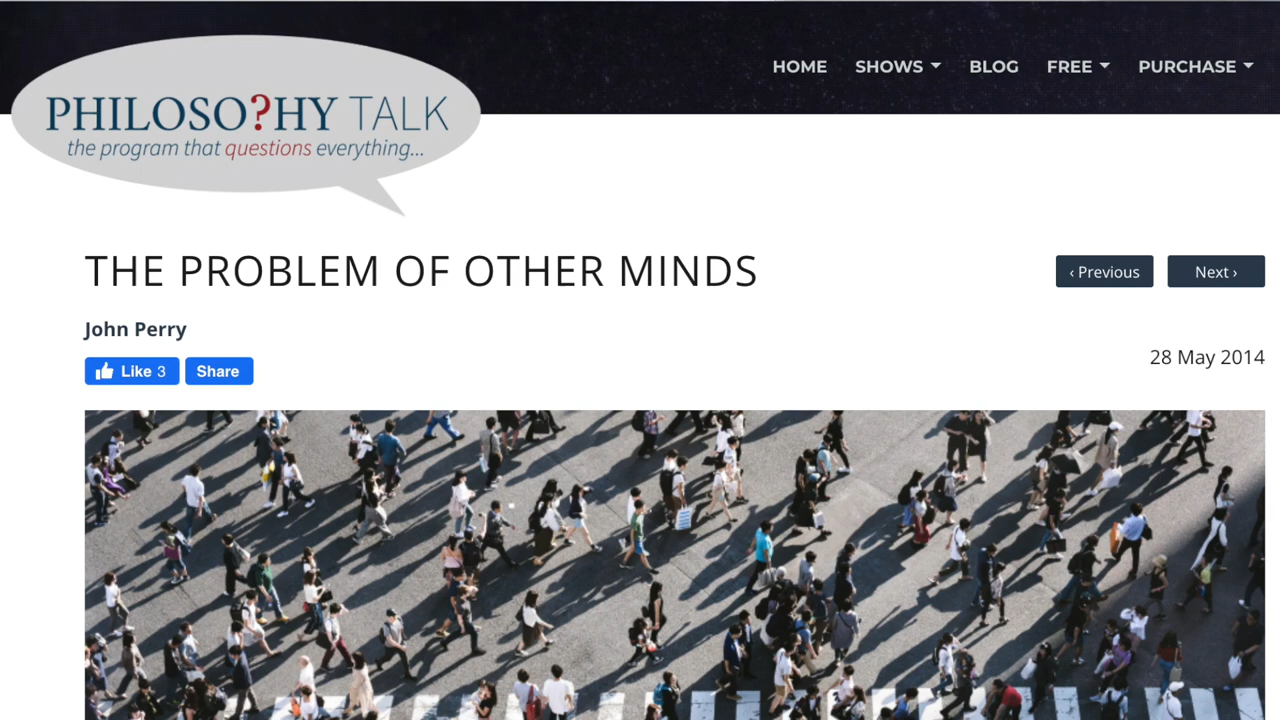 HOME SHOWS BLOG FREE PURCHASE
PHILOSO?HY TALK
the program that questions everything...
THE PROBLEM OF OTHER MINDS
‹ Previous Next ›
John Perry
28 May 2014
Like 3 Share